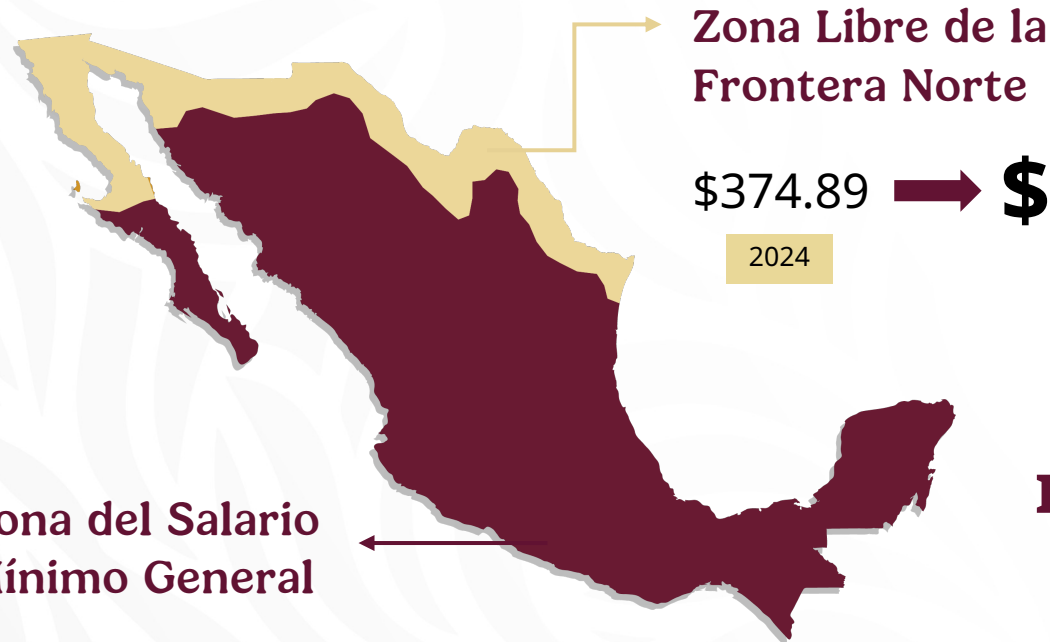 Zona Libre de la
Frontera Norte
$374.89 $
2024
ona del Salario
ínimo General